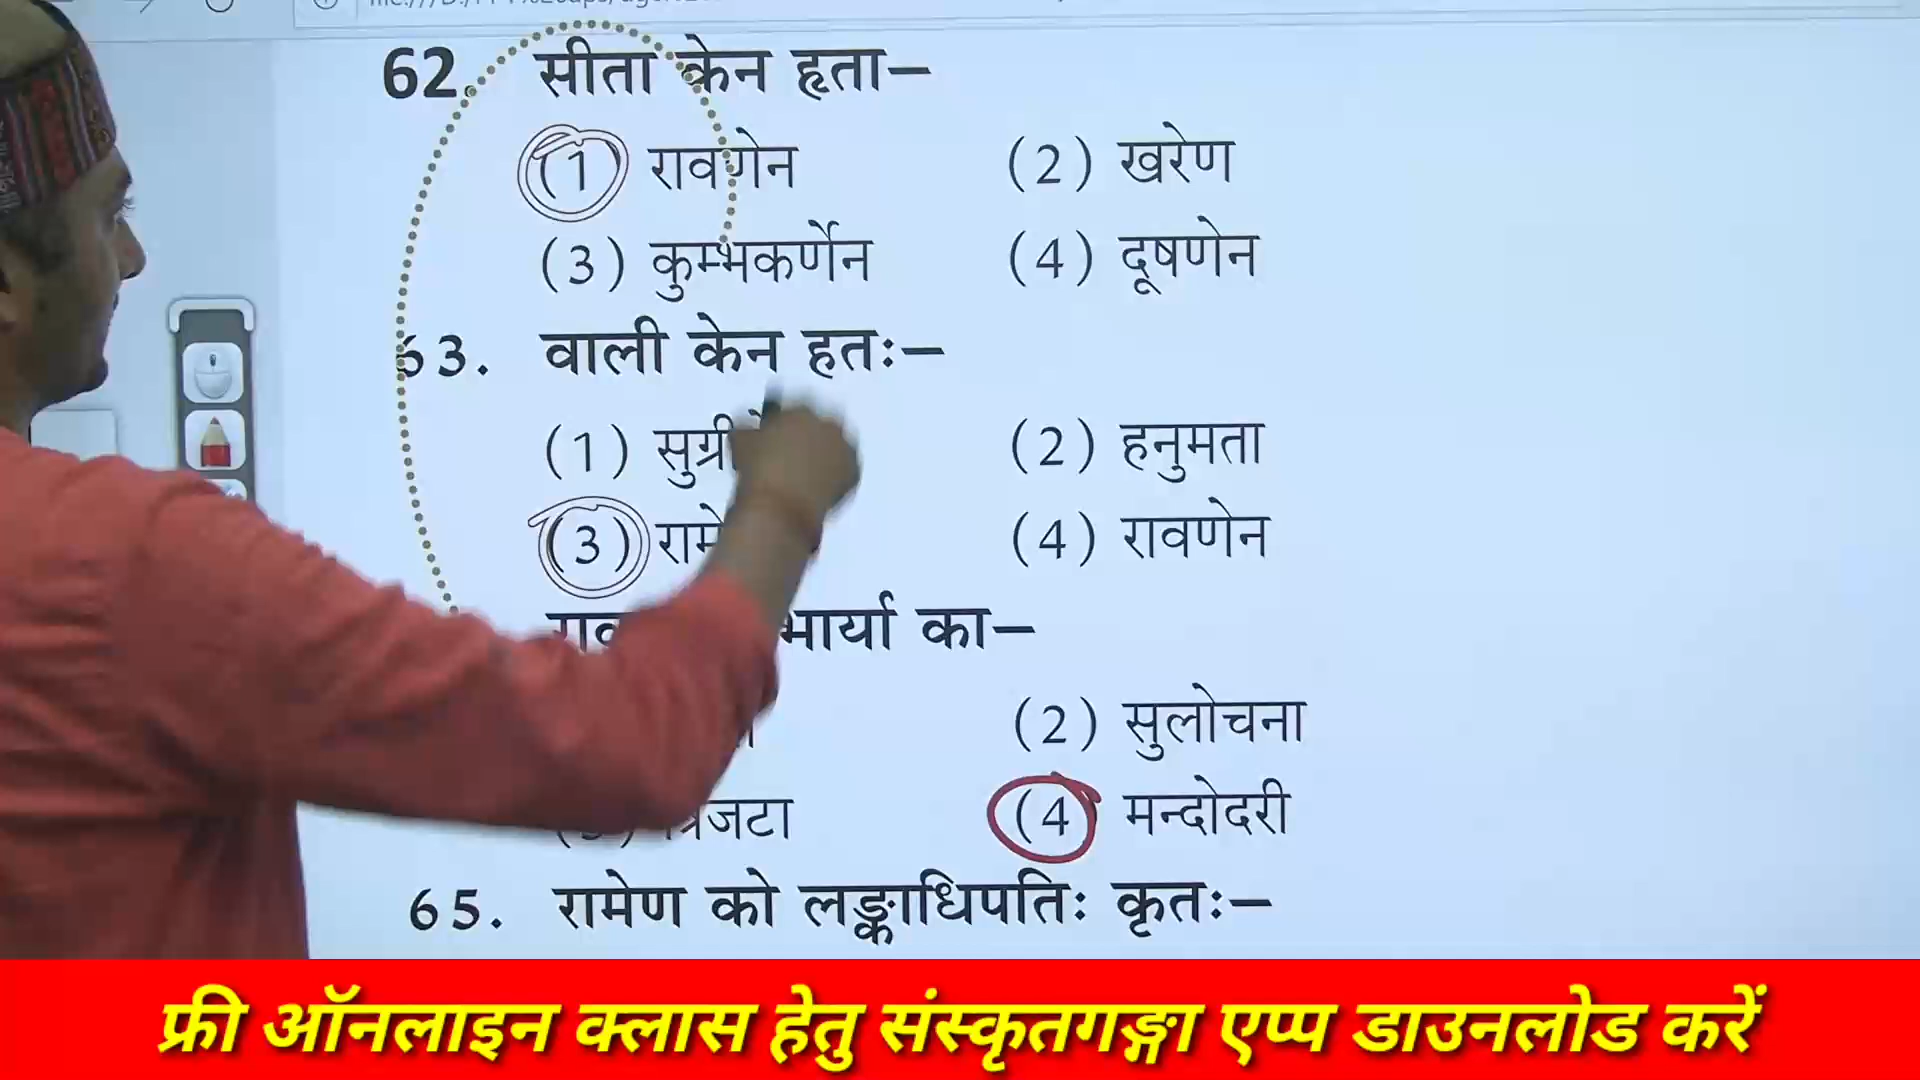 62. सीता केन हृता–
(1) रावणेन (2) खरेण
(3) कुम्भकर्णेन (4) दूषणेन
63. वाली केन हतः–
(1) (2) हनुमता
(3) (4) रावणेन
भार्या का–
(2) सुलोचना
(4) मन्दोदरी
65. रामेण को लङ्काधिपतिः कृतः–
फ्री ऑनलाइन क्लास हेतु संस्कृतगङ्गा एप्प डाउनलोड करें